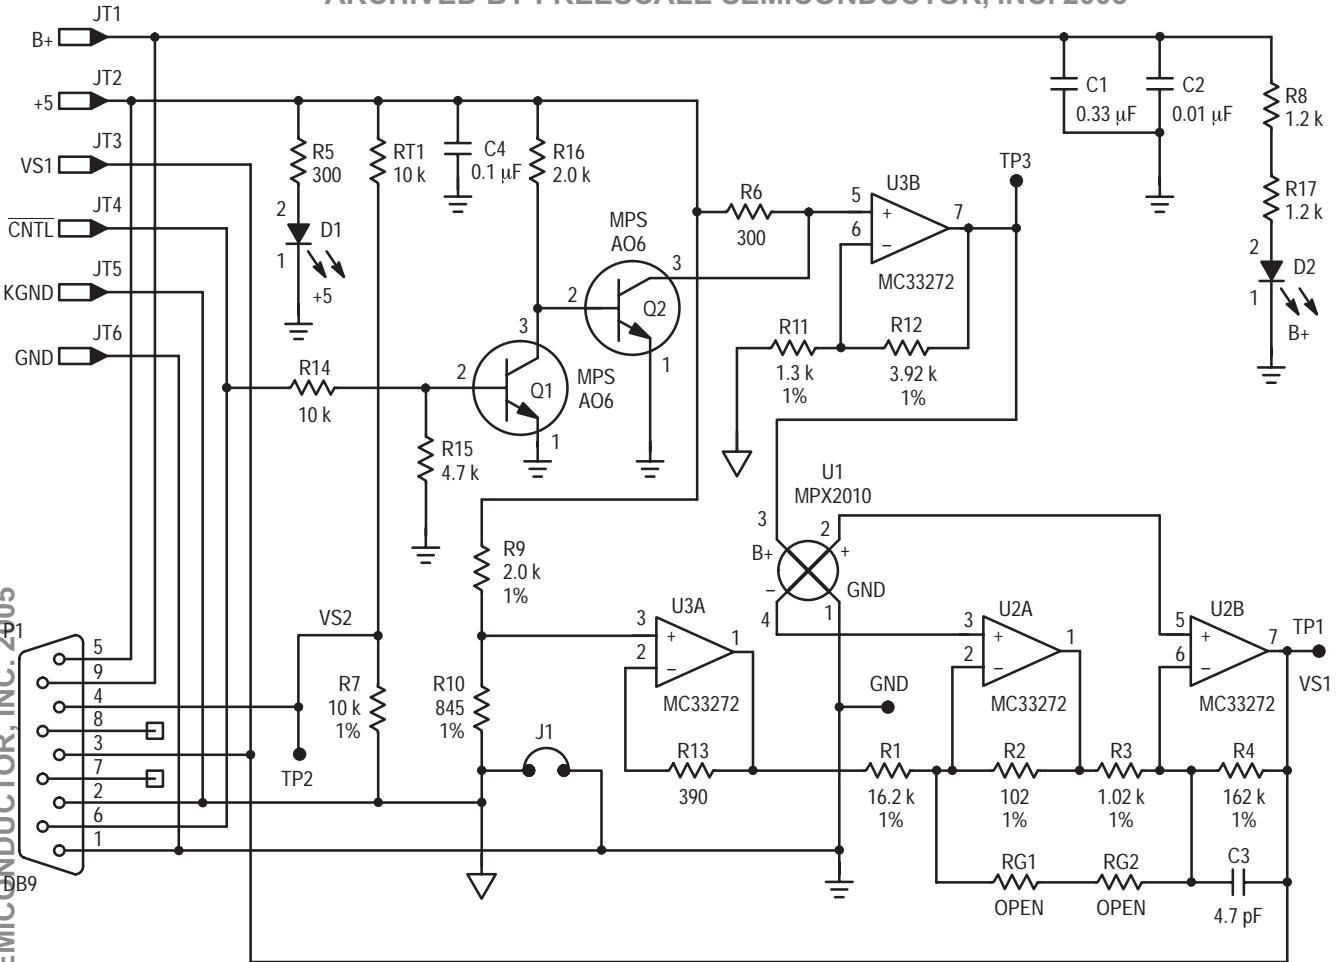 JT1
B+
JT2
+5
JT3
VS1
JT4
CNTL
JT5
KGND
JT6
GND
R5
300
2
D1
1
+5
RT1
10 k
C4
0.1 µF
R16
2.0 k
MPS
AO6
3
2
Q2
1
R6
300
U3B
5
+
7
6
–
MC33272
TP3
C1
0.33 µF
C2
0.01 µF
R8
1.2 k
R17
1.2 k
2
D2
1
B+
R14
10 k
3
2
Q1
1
MPS
AO6
R15
4.7 k
R11
1.3 k
1%
R12
3.92 k
1%
U1
MPX2010
3
2
B+
+
–
GND
4
1
R9
2.0 k
1%
VS2
U3A
3
+
1
2
–
MC33272
U2A
3
+
1
2
–
MC33272
U2B
5
+
7
6
–
MC33272
TP1
VS1
GND
P1
5
9
4
8
3
7
2
6
1
DB9
TP2
R7
10 k
1%
R10
845
1%
J1
R13
390
R1
16.2 k
1%
R2
102
1%
R3
1.02 k
1%
R4
162 k
1%
RG1
OPEN
RG2
OPEN
C3
4.7 pF